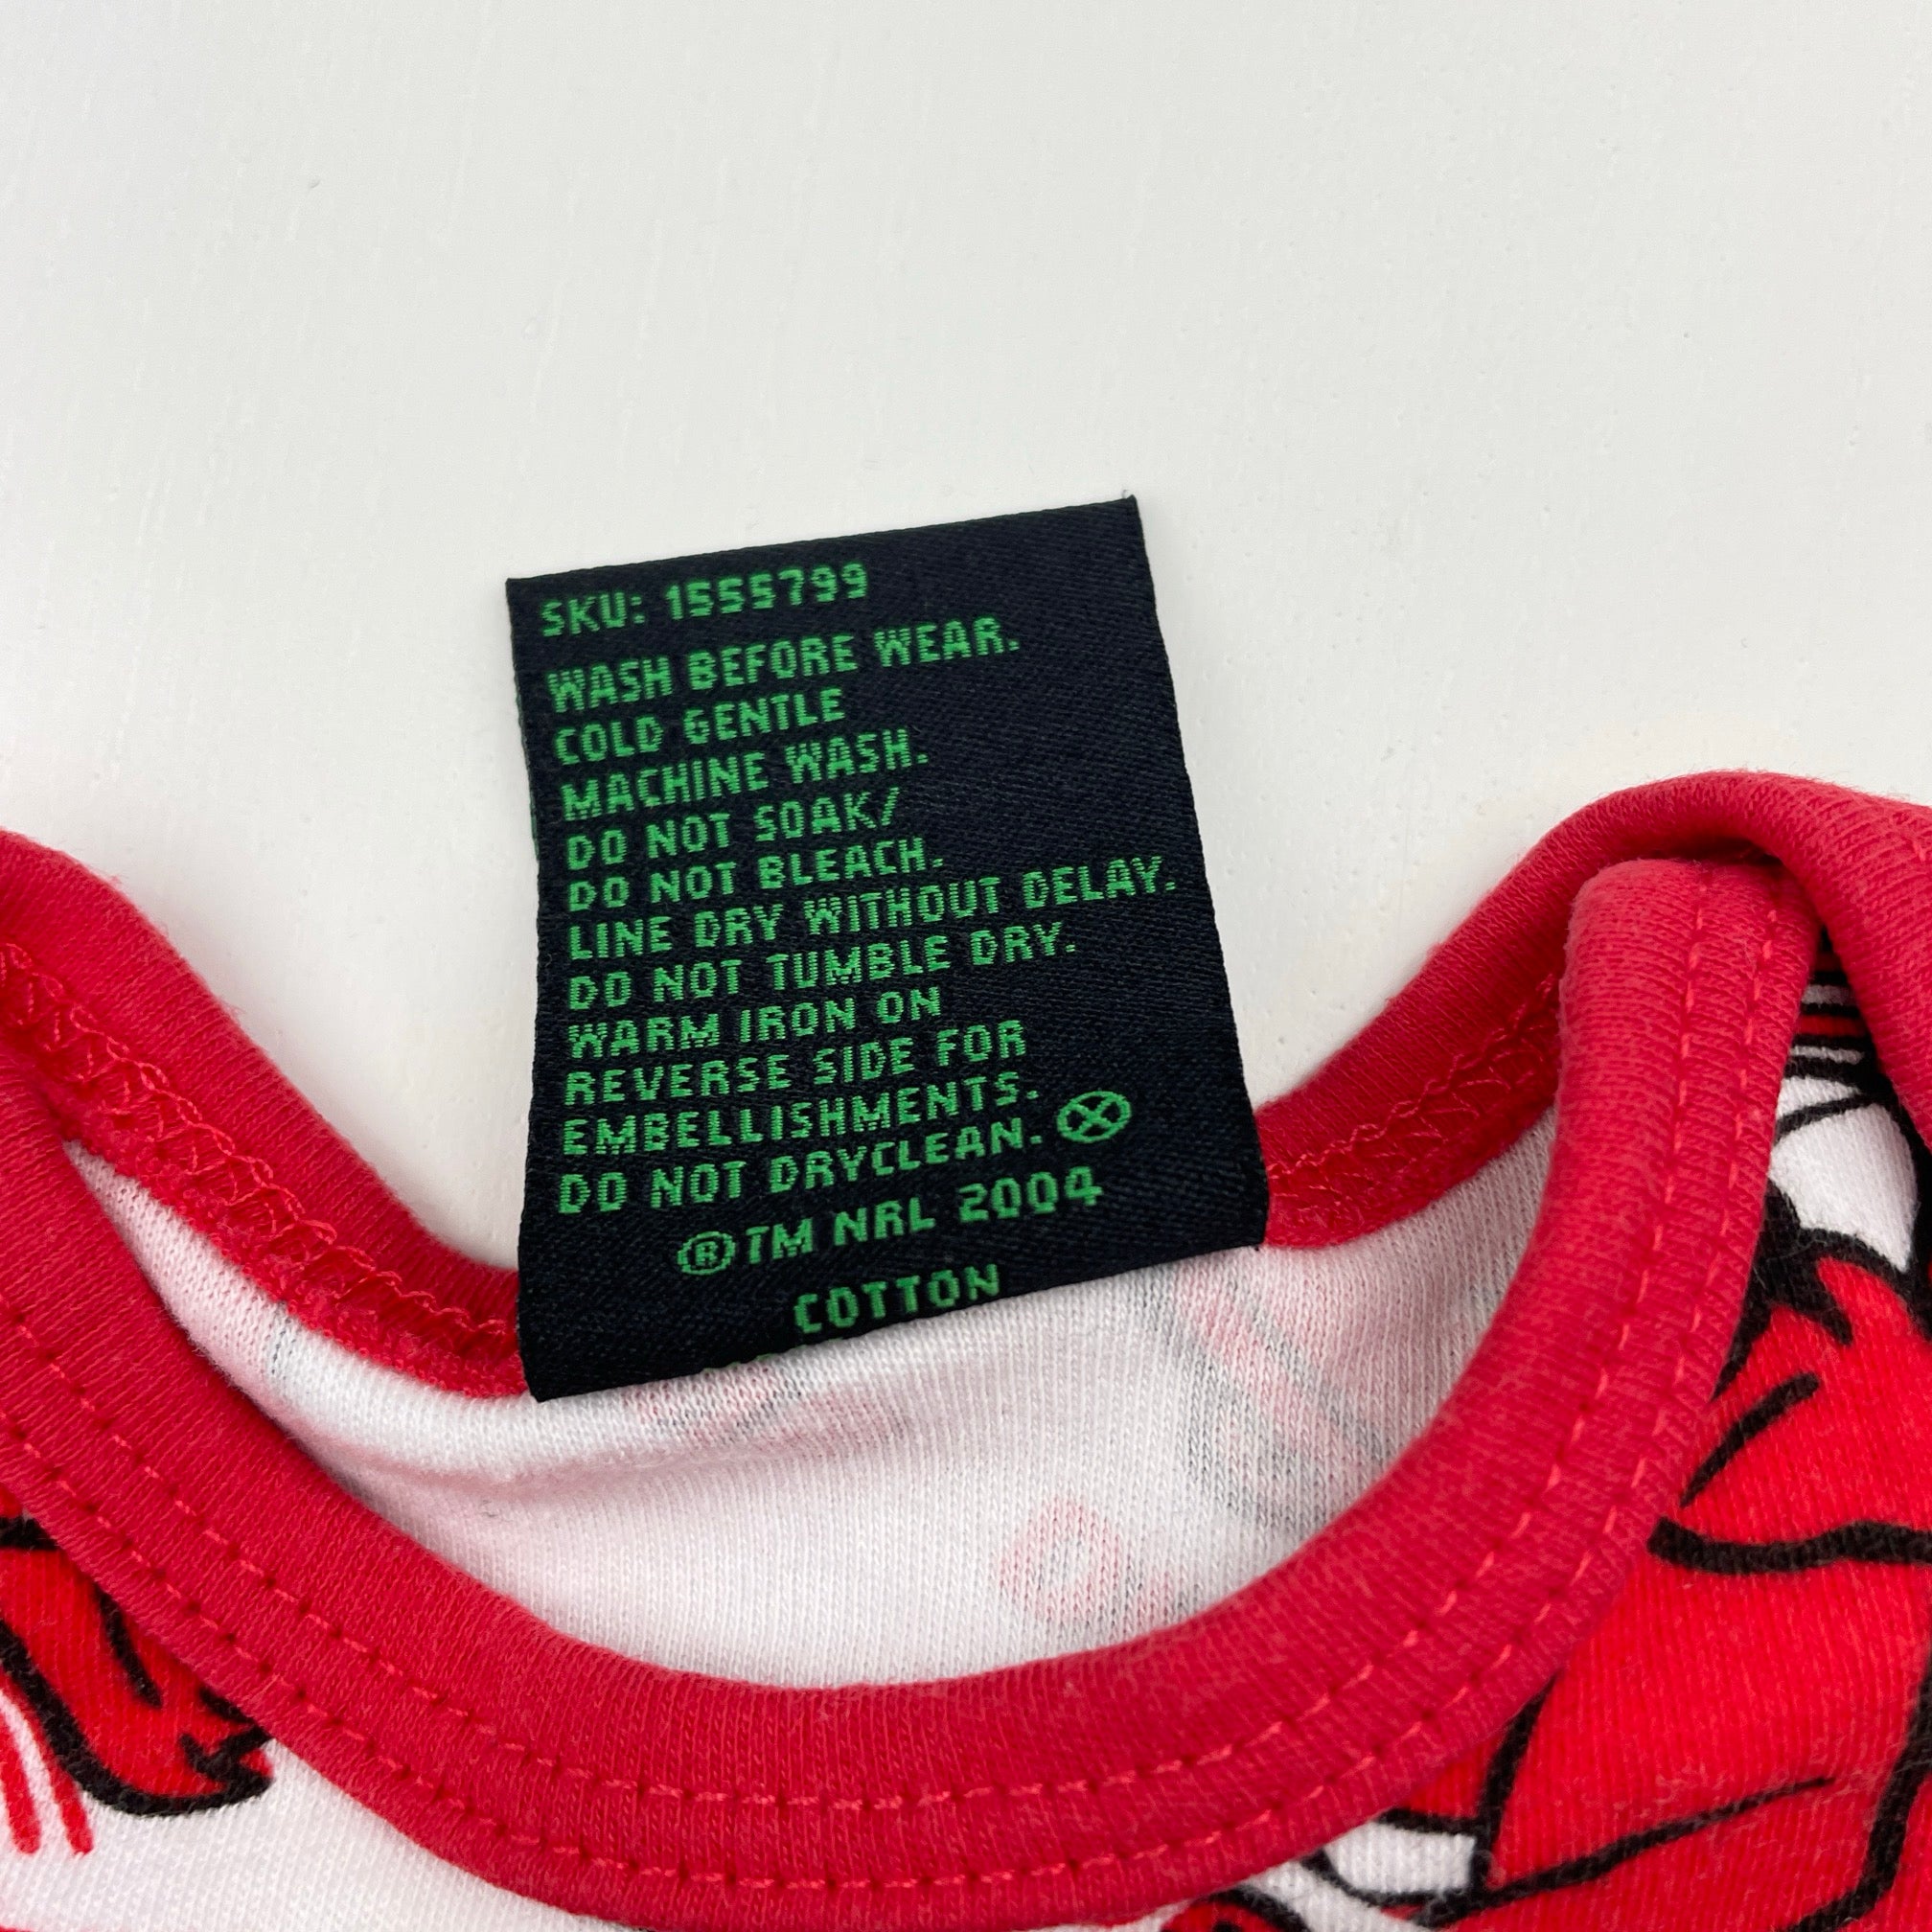 SKU: 1555799
WASH BEFORE WEAR.
COLD GENTLE
MACHINE WASH.
DO NOT SOAK/
DO NOT BLEACH.
LINE DRY WITHOUT DELAY.
DO NOT TUMBLE DRY.
WARM IRON ON
REVERSE SIDE FOR
EMBELLISHMENTS.
DO NOT DRYCLEAN.
®TM NRL 2004
COTTON